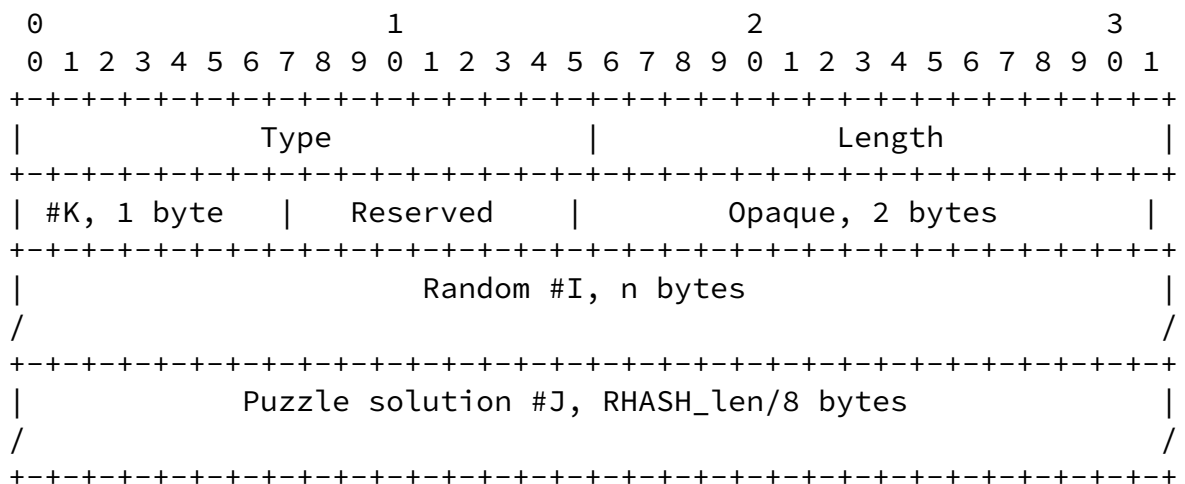 0                   1                   2                   3
 0 1 2 3 4 5 6 7 8 9 0 1 2 3 4 5 6 7 8 9 0 1 2 3 4 5 6 7 8 9 0 1
+-+-+-+-+-+-+-+-+-+-+-+-+-+-+-+-+-+-+-+-+-+-+-+-+-+-+-+-+-+-+-+-+
|             Type              |             Length            |
+-+-+-+-+-+-+-+-+-+-+-+-+-+-+-+-+-+-+-+-+-+-+-+-+-+-+-+-+-+-+-+-+
| #K, 1 byte    |   Reserved    |        Opaque, 2 bytes        |
+-+-+-+-+-+-+-+-+-+-+-+-+-+-+-+-+-+-+-+-+-+-+-+-+-+-+-+-+-+-+-+-+
|                      Random #I, n bytes                       |
/                                                               /
+-+-+-+-+-+-+-+-+-+-+-+-+-+-+-+-+-+-+-+-+-+-+-+-+-+-+-+-+-+-+-+-+
|            Puzzle solution #J, RHASH_len/8 bytes              |
/                                                               /
+-+-+-+-+-+-+-+-+-+-+-+-+-+-+-+-+-+-+-+-+-+-+-+-+-+-+-+-+-+-+-+-+